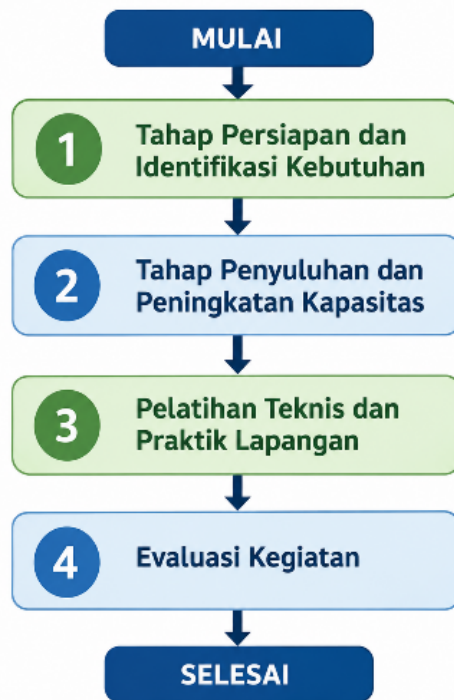 MULAI
1
Tahap Persiapan dan
Identifikasi Kebutuhan
2
Tahap Penyuluhan dan
Peningkatan Kapasitas
3
Pelatihan Teknis dan
Praktik Lapangan
4
Evaluasi Kegiatan
SELESAI